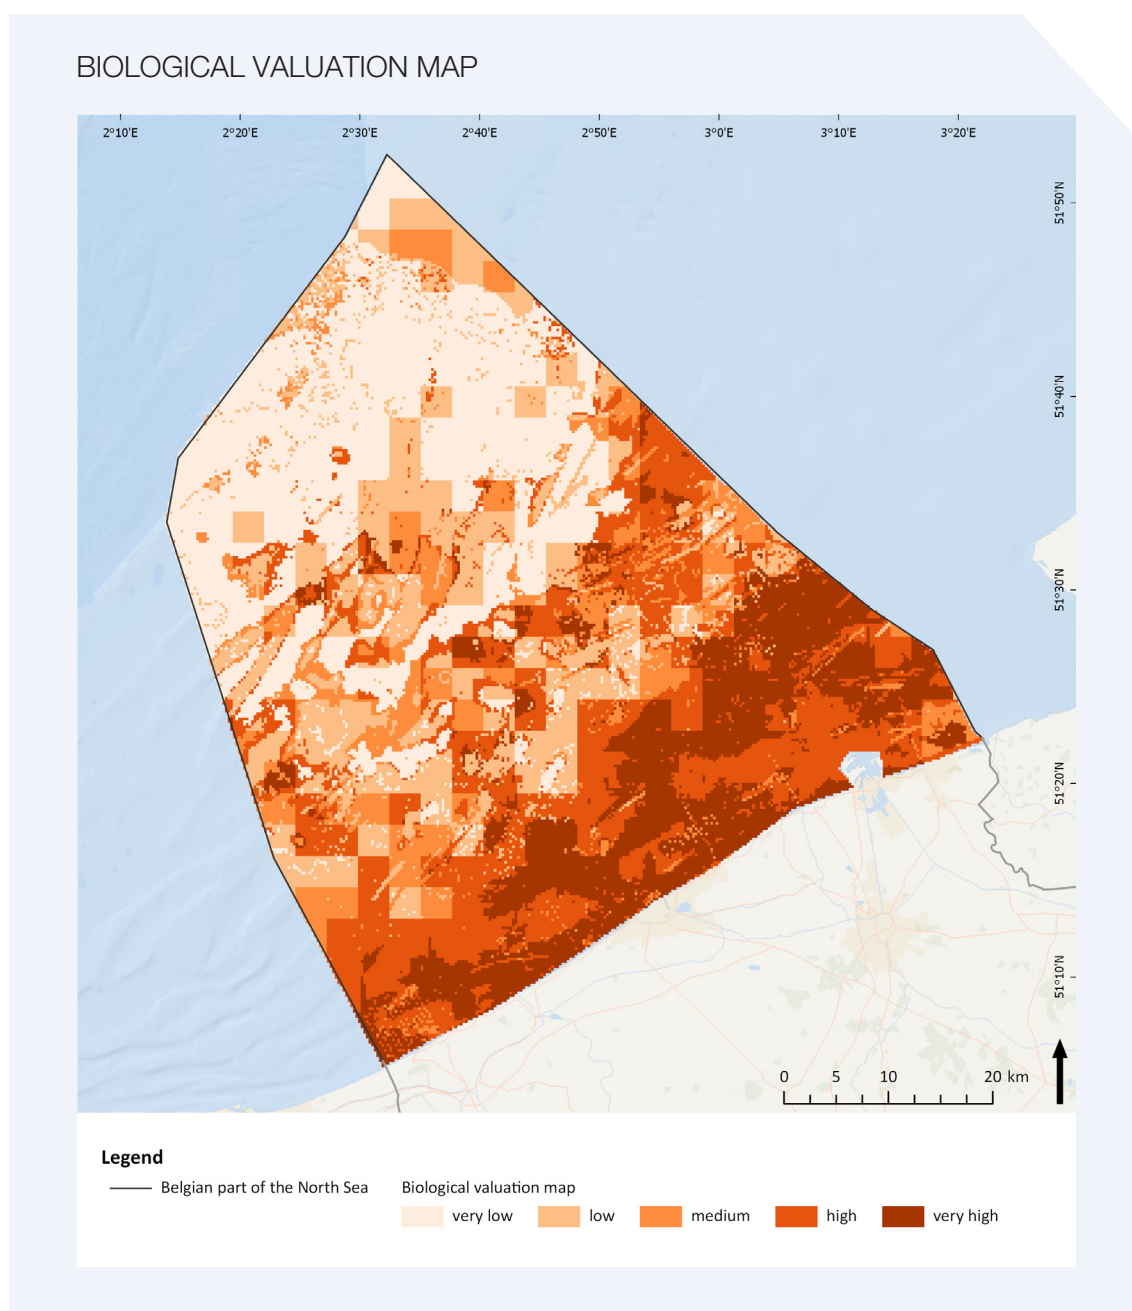 BIOLOGICAL VALUATION MAP
2°10'E 2°20'E 2°30'E 2°40'E 2°50'E 3°0'E 3°10'E 3°20'E
51°50'N
51°40'N
51°30'N
51°20'N
51°10'N
0 5 10 20 km
Legend
Belgian part of the North Sea
Biological valuation map
very low low medium high very high